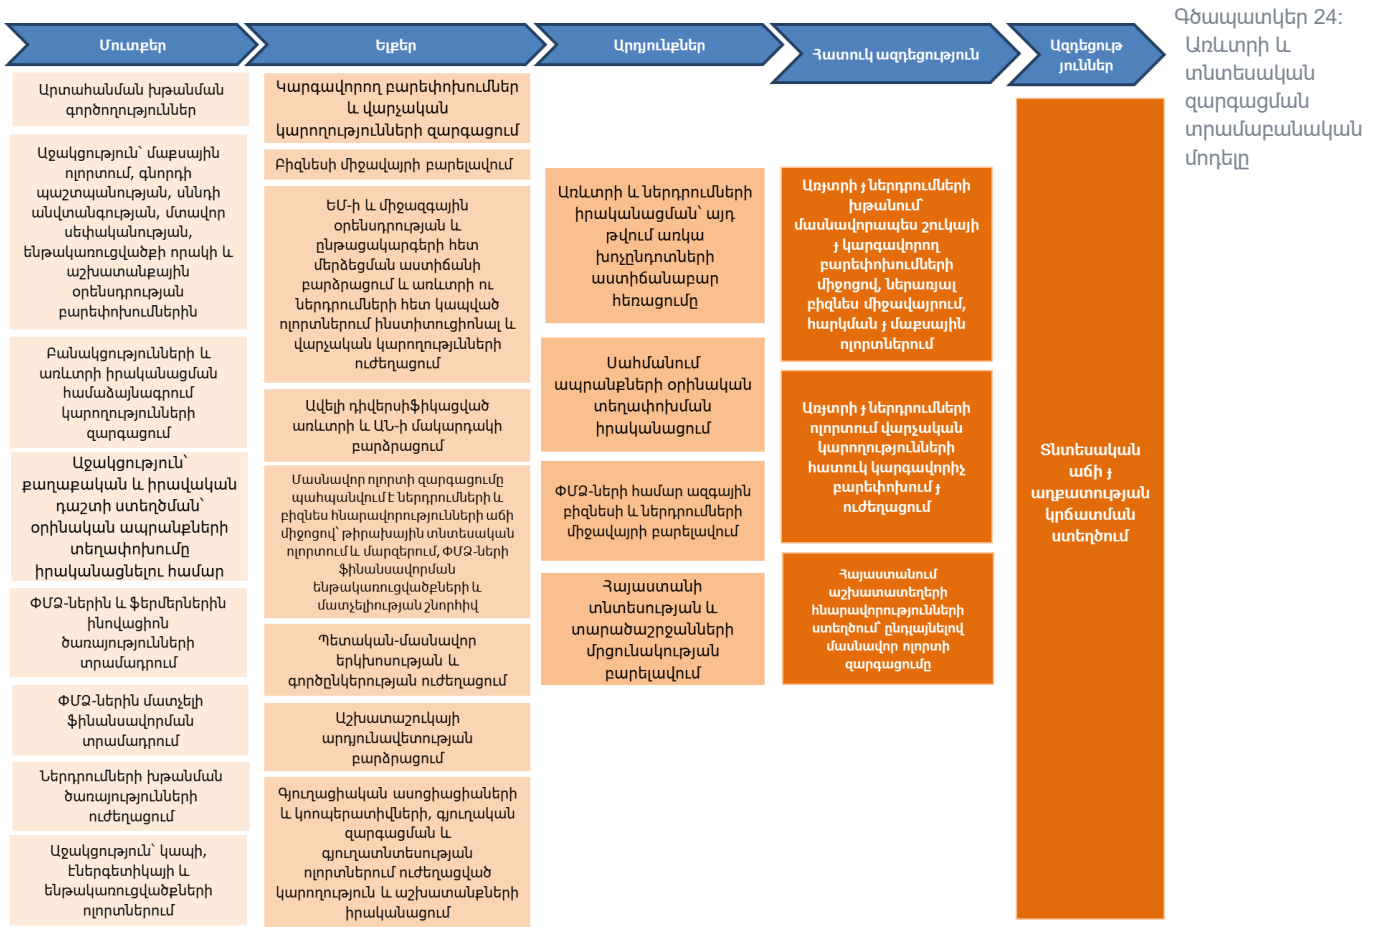 Գծապատկեր 24:
Առևտրի և
տնտեսական
զարգացման
տրամաբանական
մոդելը
Մուտքեր
Ելքեր
Արդյունքներ
Հատուկ ազդեցություն
Ազդեցութ
յուններ
Արտահանման խթանման
գործողություններ
Աջակցություն՝ մաքսային
ոլորտում, գնորդի
պաշտպանության, սննդի
անվտանգության, մտավոր
սեփականության,
ենթակառուցվածքի որակի և
աշխատանքային
օրենսդրության
բարեփոխումներին
Բանակցությունների և
առևտրի իրականացման
համաձայնագրում
կարողությունների
զարգացում
Աջակցություն՝
քաղաքական և իրավական
դաշտի ստեղծման՝
օրինական ապրանքների
տեղափոխումը
իրականացնելու համար
ՓՄՁ-ներին և ֆերմերներին
ինովացիոն
ծառայությունների
տրամադրում
ՓՄՁ-ներին մատչելի
ֆինանսավորման
տրամադրում
Ներդրումների խթանման
ծառայությունների
ուժեղացում
Աջակցություն՝ կապի,
էներգետիկայի և
ենթակառուցվածքների
ոլորտներում
Կարգավորող բարեփոխումներ
և վարչական
կարողությունների զարգացում
Բիզնեսի միջավայրի բարելավում
ԵՄ-ի և միջազգային
օրենսդրության և
ընթացակարգերի հետ
մերձեցման աստիճանի
բարձրացում և առևտրի ու
ներդրումների հետ կապված
ոլորտներում ինստիտուցիոնալ և
վարչական կարողությւնների
ուժեղացում
Ավելի դիվերսիֆիկացված
առևտրի և ԱՆ-ի մակարդակի
բարձրացում
Մասնավոր ոլորտի զարգացումը
պահպանվում է ներդրումների և
բիզնես հնարավորությունների աճի
միջոցով՝ թիրախային տնտեսական
ոլորտում և մարզերում, ՓՄՁ-ների
ֆինանսավորման
ենթակառուցվածքների և
մատչելիության շնորհիվ
Պետական-մասնավոր
երկխոսության և
գործընկերության ուժեղացում
Աշխատաշուկայի
արդյունավետության
բարձրացում
Գյուղացիական ասոցիացիաների
և կոոպերատիվների, գյուղական
զարգացման և
գյուղատնտեսության
ոլորտներում ուժեղացված
կարողություն և աշխատանքների
իրականացում
Առևտրի և ներդրումների
իրականացման՝ այդ
թվում առկա
խոչընդոտների
աստիճանաբար
հեռացումը
Սահմանում
ապրանքների օրինական
տեղափոխման
իրականացում
ՓՄՁ-ների համար ազգային
բիզնեսի և ներդրումների
միջավայրի բարելավում
Հայաստանի
տնտեսության և
տարածաշրջանների
մրցունակության
բարելավում
Առչտրի չ ներդրումների
խթանում՝
մասնավորապես շուկայի
չ կարգավորող
բարեփոխումների
միջոցով, ներառյալ
բիզնես միջավայրում,
հարկման չ մաքսային
ոլորտներում
Առչտրի չ ներդրումների
ոլորտում վարչական
կարողությունների
հատուկ կարգավորիչ
բարեփոխում չ
ուժեղացում
Հայաստանում
աշխատատեղերի
հնարավորությունների
ստեղծում՝ ընդլայնելով
մասնավոր ոլորտի
զարգացումը
Տնտեսական
աճի չ
աղքատության
կրճատման
ստեղծում